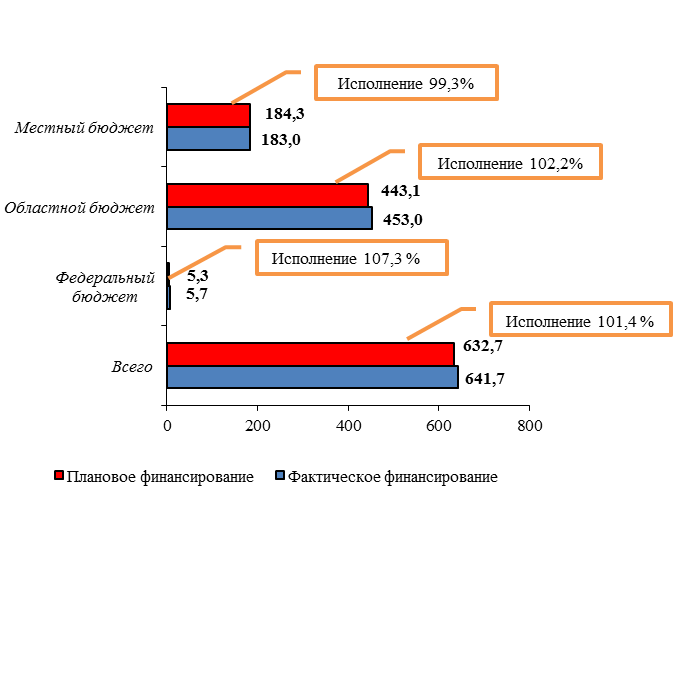 Исполнение 99,3%
Местный бюджет
184,3
183,0
Исполнение 102,2%
Областной бюджет
443,1
453,0
Исполнение 107,3 %
Федеральный
бюджет
5,3
5,7
Исполнение 101,4 %
Всего
632,7
641,7
0 200 400 600 800
Плановое финансирование Фактическое финансирование